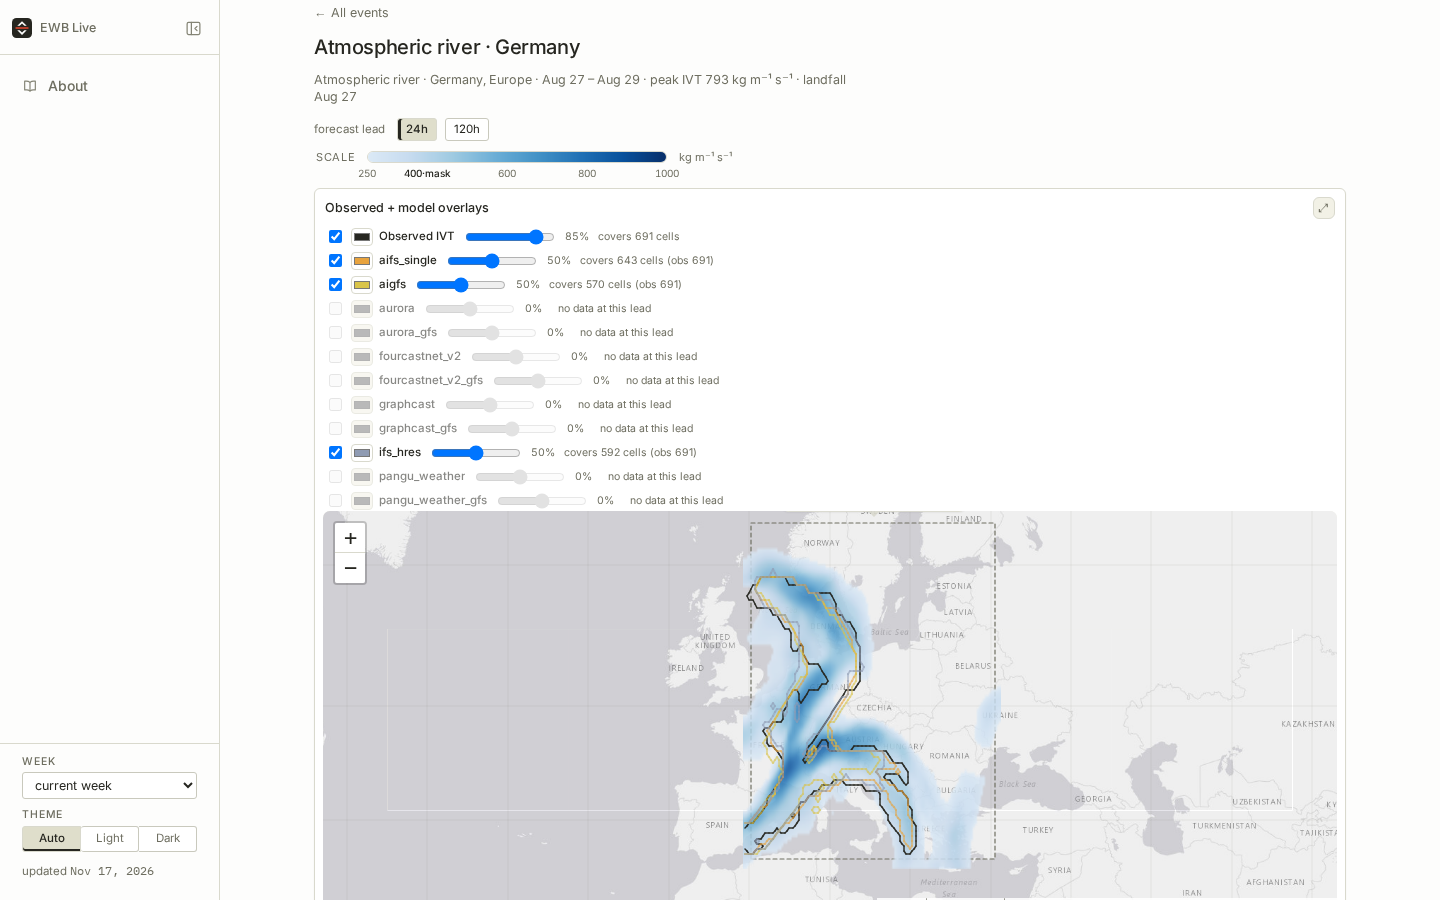 EWB Live
About
← All events
Atmospheric river · Germany
Atmospheric river · Germany, Europe · Aug 27 – Aug 29 · peak IVT 793 kg m⁻¹ s⁻¹ · landfall
Aug 27
forecast lead 24h 120h
SCALE kg m⁻¹ s⁻¹
250 400·mask 600 800 1000
Observed + model overlays
Observed IVT 85% covers 691 cells
aifs_single 50% covers 643 cells (obs 691)
aigfs 50% covers 570 cells (obs 691)
aurora 0% no data at this lead
aurora_gfs 0% no data at this lead
fourcastnet_v2 0% no data at this lead
fourcastnet_v2_gfs 0% no data at this lead
graphcast 0% no data at this lead
graphcast_gfs 0% no data at this lead
ifs_hres 50% covers 592 cells (obs 691)
pangu_weather 0% no data at this lead
pangu_weather_gfs 0% no data at this lead
+
−
FINLAND
NORWAY
ESTONIA
LATVIA
Baltic Sea LITHUANIA
UNITED
KINGDOM
IRELAND
BELARUS
CZECHIA
UKRAINE
KAZAKHSTAN
ROMANIA
Black Sea
GEORGIA
UZBEKISTAN
SPAIN
TURKEY
TURKMENISTAN
TUNISIA
SYRIA
AFGHANISTAN
Mediterranean
Sea
IRAN
WEEK
current week
THEME
Auto Light Dark
updated Nov 17, 2026